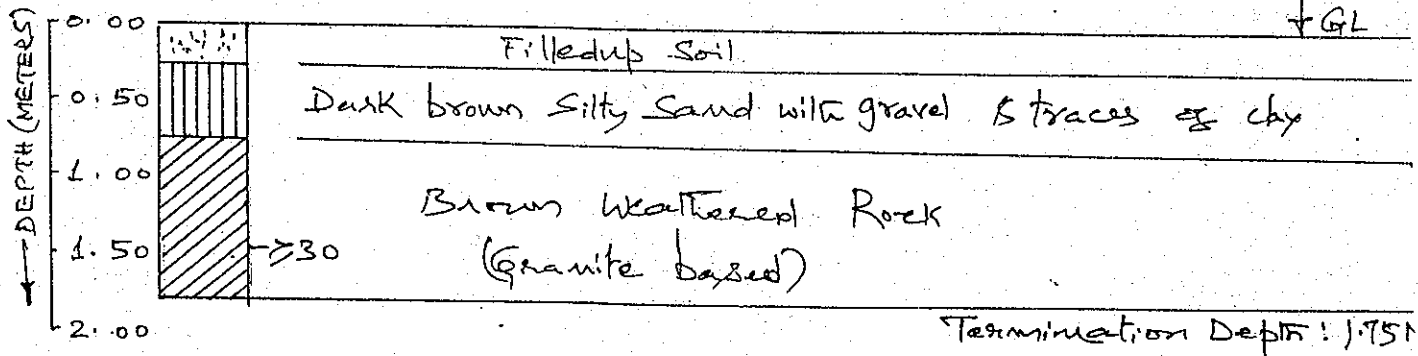 GL
0.00
Filledup Soil
0.50
Dark brown Silty Sand with gravel & traces of clay
1.00
Brown Weathered Rock
1.50
≥30
(Granite based)
2.00
Termination Depth: 1.75M
DEPTH (METERS)